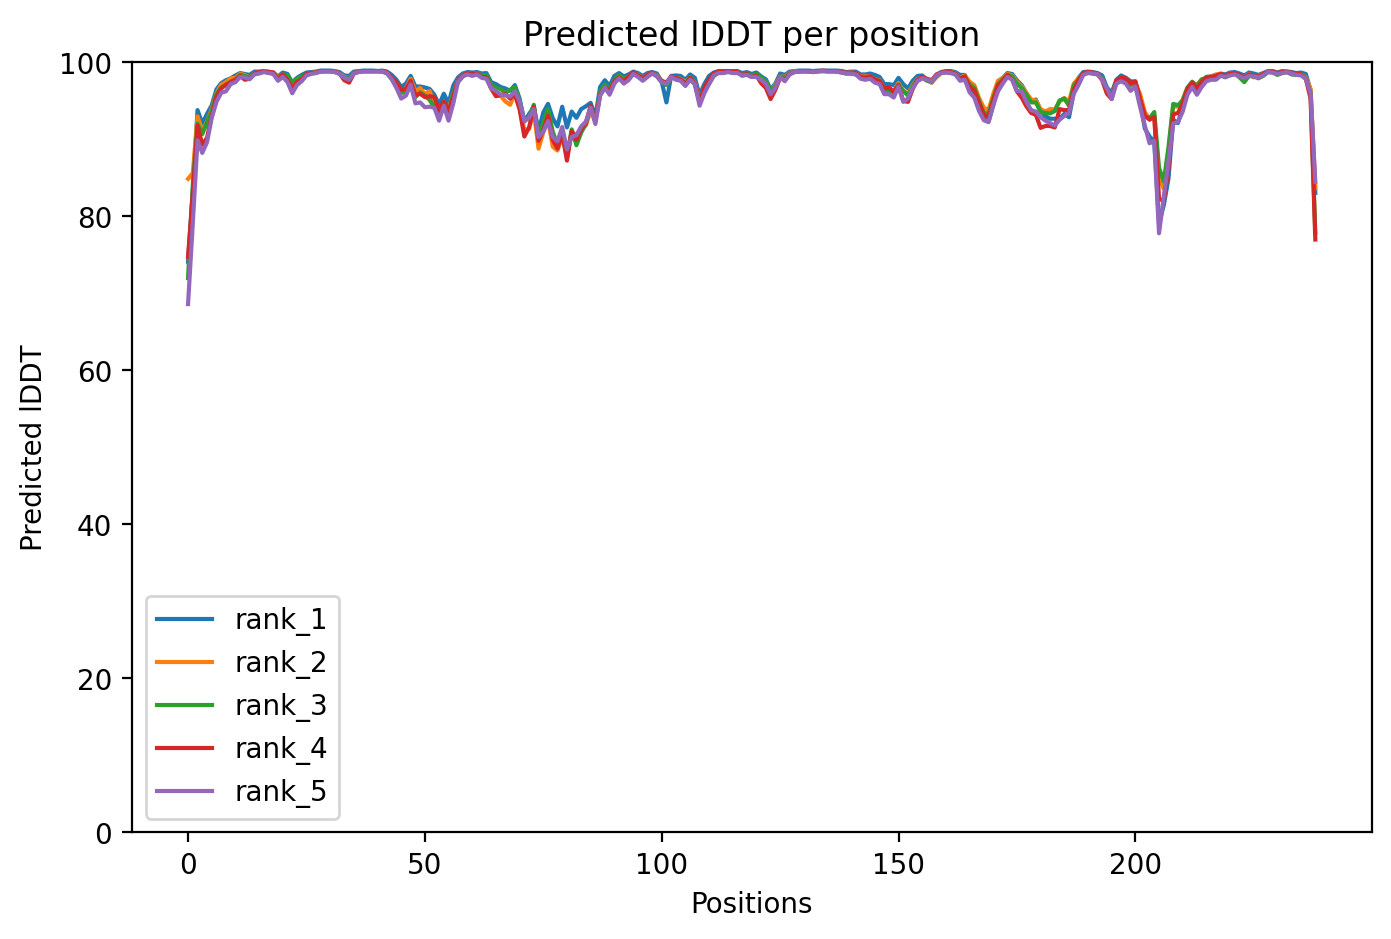 Predicted lDDT per position
100
80
60
40
20
0
Predicted lDDT
rank_1
rank_2
rank_3
rank_4
rank_5
0 50 100 150 200
Positions